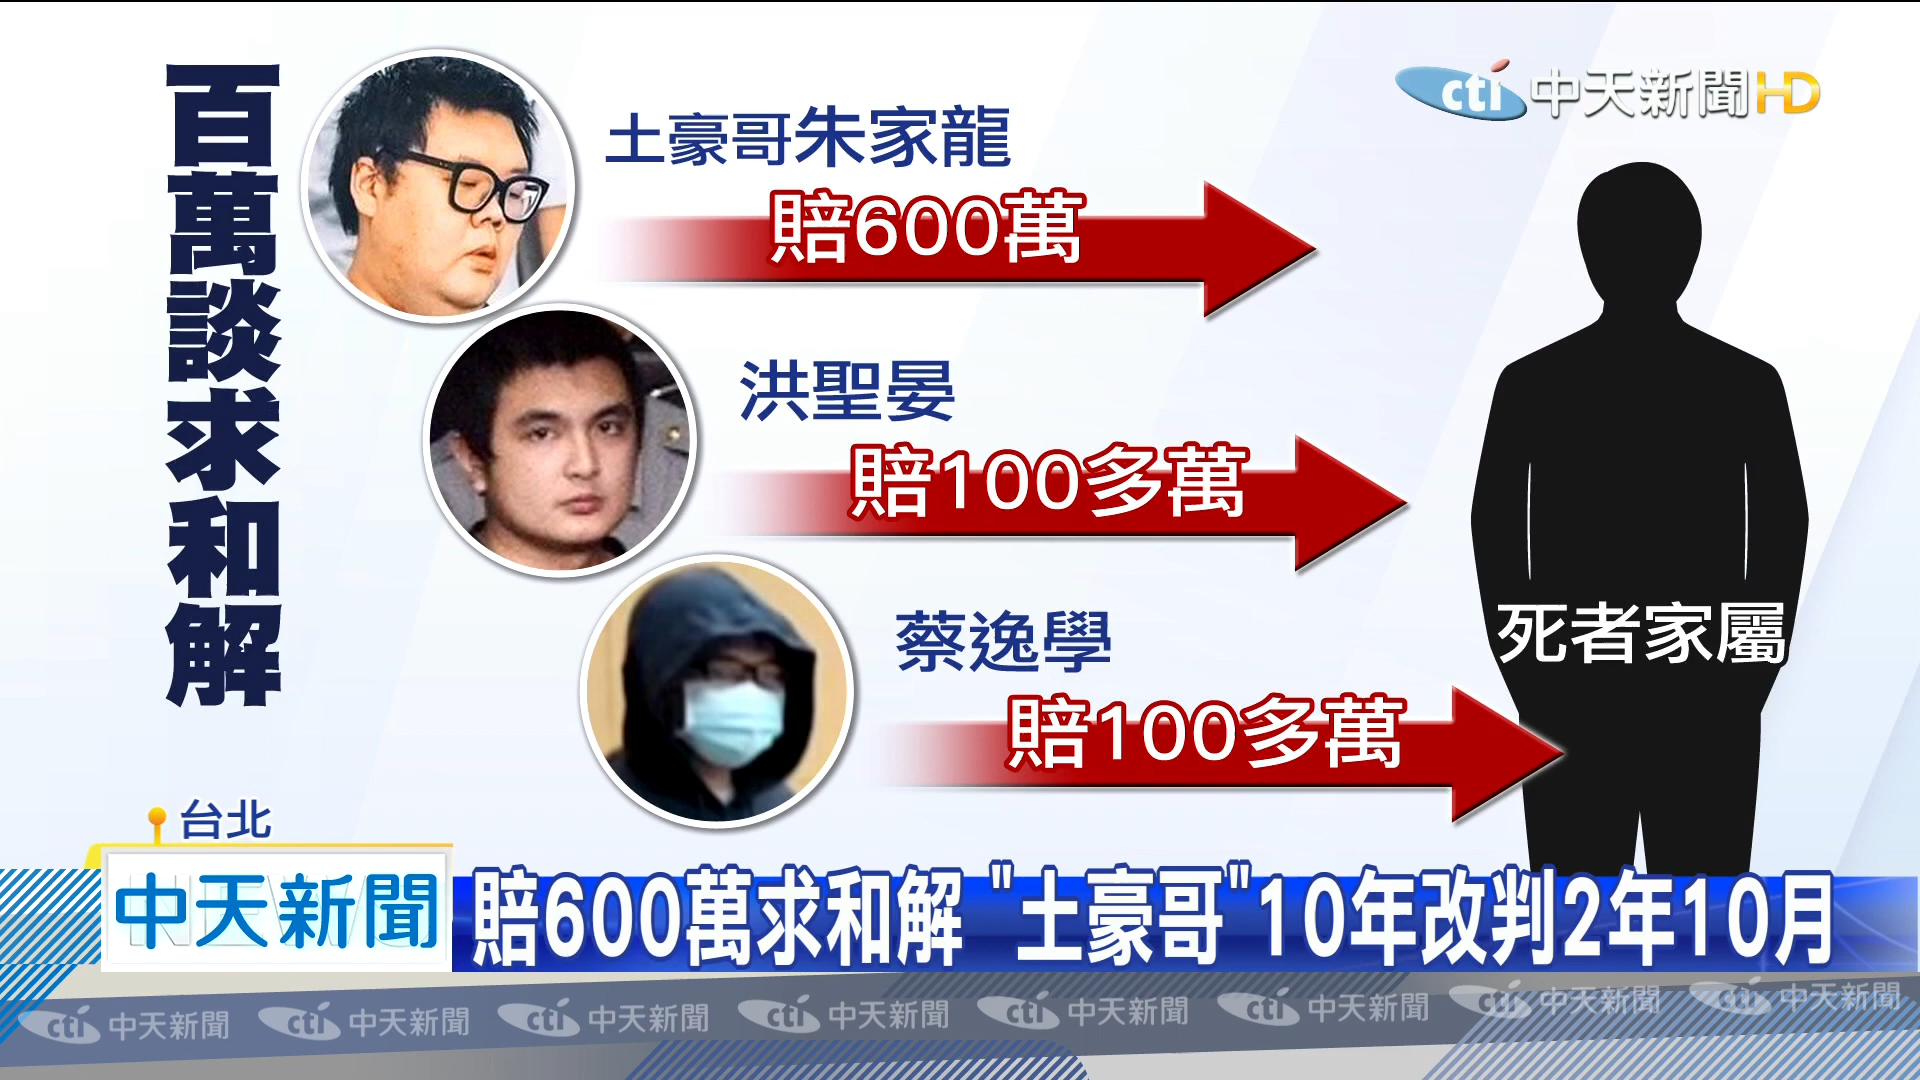 百萬談求和解
cti 中天新聞HD
土豪哥朱家龍
賠600萬
洪聖晏
賠100多萬
蔡逸學
賠100多萬
死者家屬
台北
中天新聞
賠600萬求和解 "土豪哥"10年改判2年10月
cti 中天新聞 cti 中天新聞 cti 中天新聞 cti 中天新聞 cti 中天新聞 cti 中天新聞 cti 中天新聞 cti 中天新聞